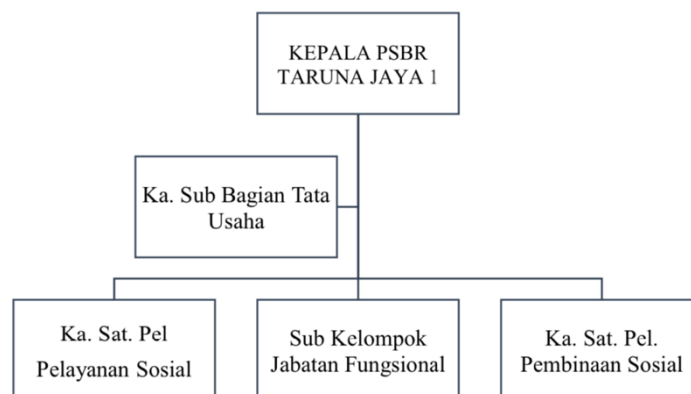 KEPALA PSBR
TARUNA JAYA 1
Ka. Sub Bagian Tata
Usaha
Ka. Sat. Pel
Pelayanan Sosial
Sub Kelompok
Jabatan Fungsional
Ka. Sat. Pel.
Pembinaan Sosial